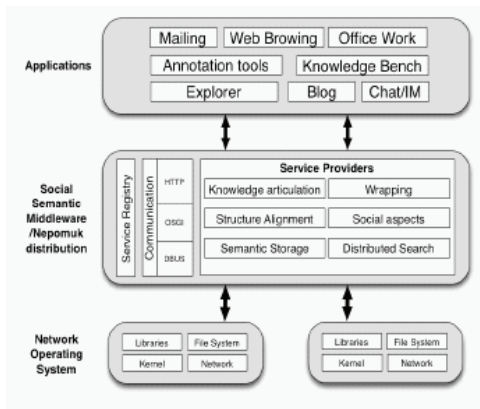 Mailing
Web Browing
Office Work
Applications
Annotation tools
Knowledge Bench
Explorer
Blog
Chat/IM
Social
Semantic
Middleware
/Nepomuk
distribution
Service Registry
Communication
HTTP
OSGI
DBUS
Service Providers
Knowledge articulation
Wrapping
Structure Alignment
Social aspects
Semantic Storage
Distributed Search
Network
Operating
System
Libraries
File System
Kernel
Network
Libraries
File System
Kernel
Network